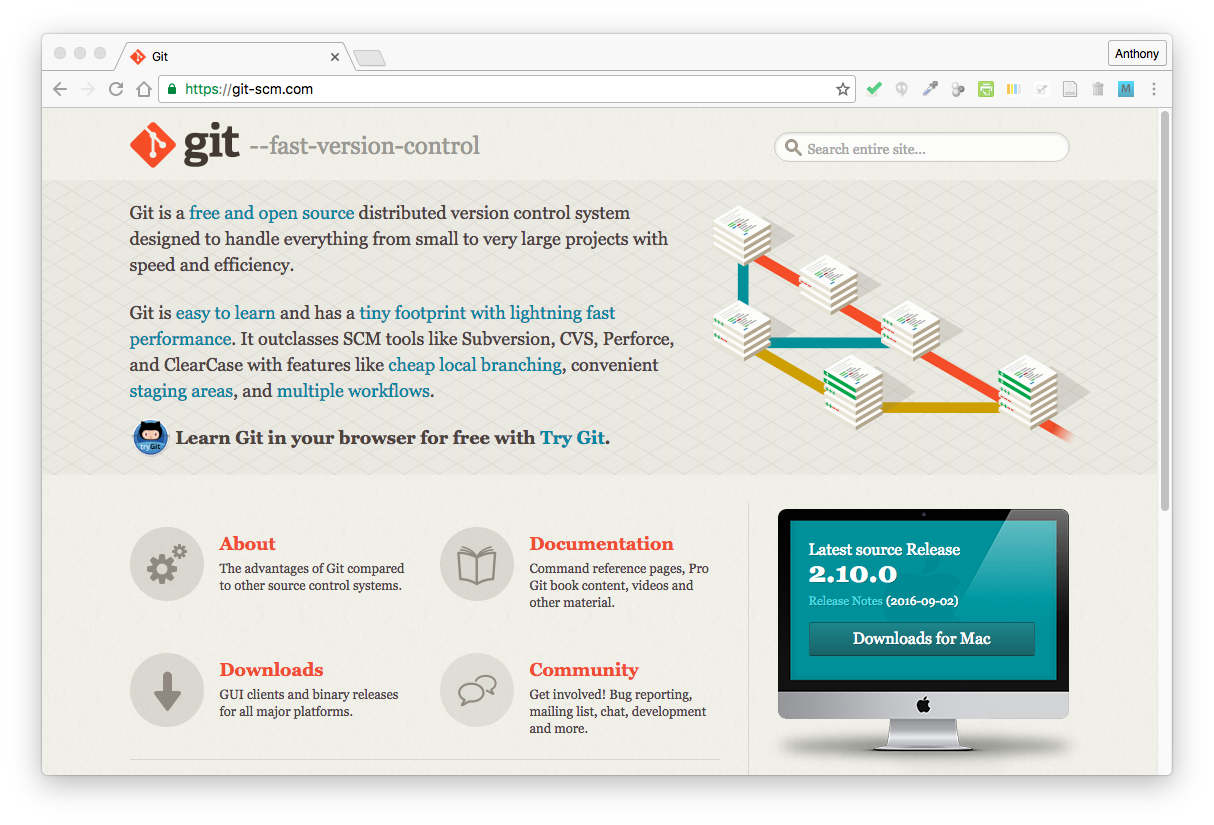 Git
Anthony
https://git-scm.com
M
git --fast-version-control
Search entire site...
Git is a free and open source distributed version control system
designed to handle everything from small to very large projects with
speed and efficiency.
Git is easy to learn and has a tiny footprint with lightning fast
performance. It outclasses SCM tools like Subversion, CVS, Perforce,
and ClearCase with features like cheap local branching, convenient
staging areas, and multiple workflows.
tryGit
Learn Git in your browser for free with Try Git.
About
The advantages of Git compared
to other source control systems.
Documentation
Command reference pages, Pro
Git book content, videos and
other material.
Downloads
GUI clients and binary releases
for all major platforms.
Community
Get involved! Bug reporting,
mailing list, chat, development
and more.
Latest source Release
2.10.0
Release Notes (2016-09-02)
Downloads for Mac